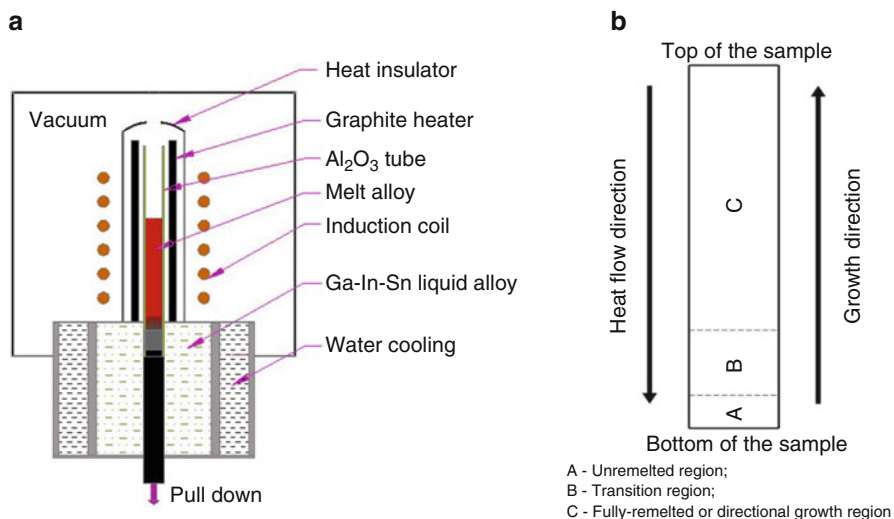 a
Vacuum
Heat insulator
Graphite heater
Al₂O₃ tube
Melt alloy
Induction coil
Ga-In-Sn liquid alloy
Water cooling
Pull down
b
Top of the sample
Heat flow direction
C
B
A
Growth direction
Bottom of the sample
A - Unremelted region;
B - Transition region;
C - Fully-remelted or directional growth region